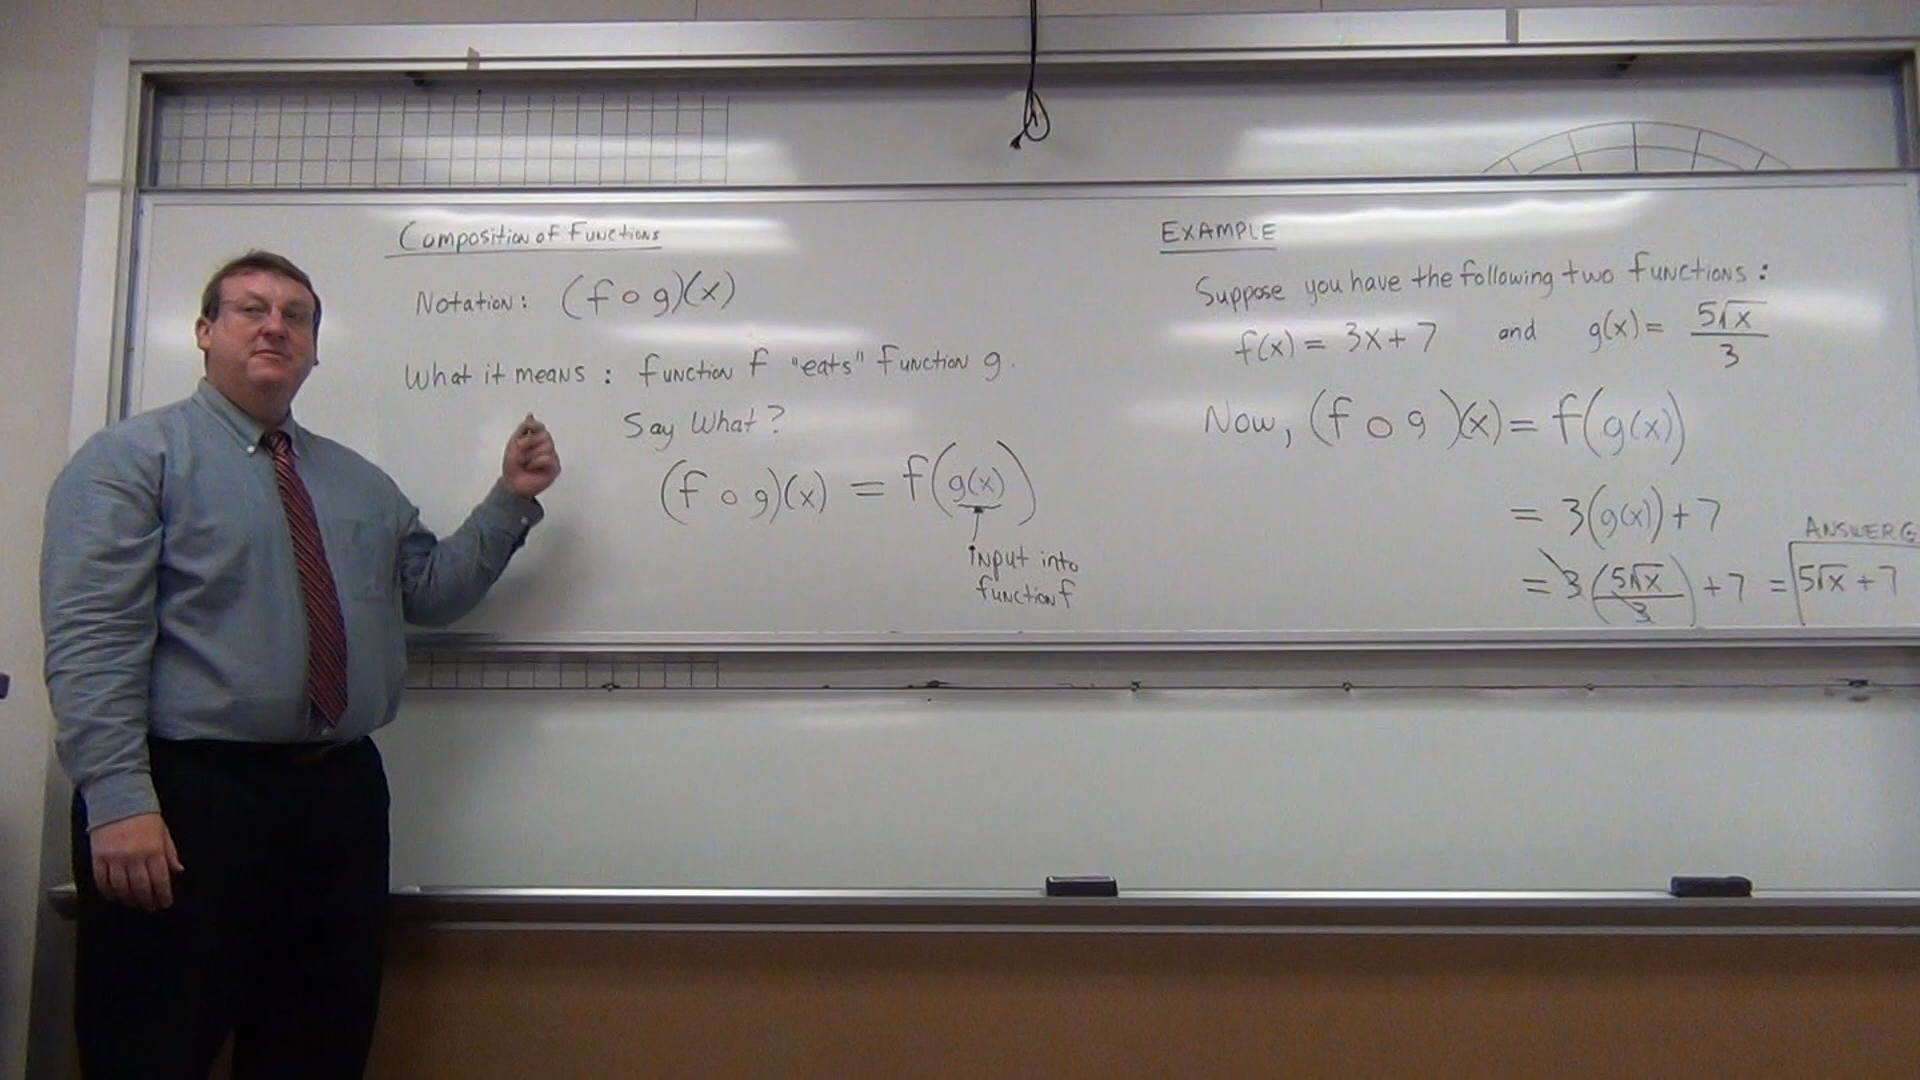 Composition of Functions
Notation: (f ∘ g)(x)
What it means: function f "eats" function g.
Say What?
(f ∘ g)(x) = f(g(x))
input into
function f
EXAMPLE
Suppose you have the following two functions:
f(x) = 3x + 7 and g(x) = 5√x / 3
Now, (f ∘ g)(x) = f(g(x))
= 3(g(x)) + 7
ANSWER
= 3(5√x / 3) + 7 = 5√x + 7